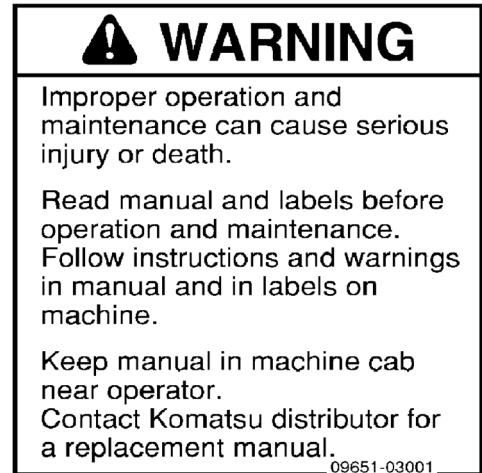 WARNING
Improper operation and
maintenance can cause serious
injury or death.
Read manual and labels before
operation and maintenance.
Follow instructions and warnings
in manual and in labels on
machine.
Keep manual in machine cab
near operator.
Contact Komatsu distributor for
a replacement manual.
09651-03001